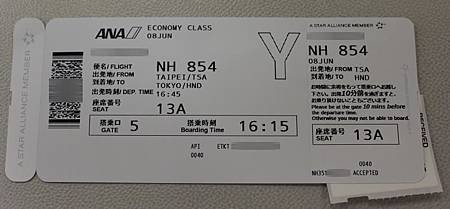 A STAR ALLIANCE MEMBER
ANA
ECONOMY CLASS
08JUN
便名/FLIGHT NH 854
出発地/FROM TAIPEI/TSA
到着地/TO TOKYO/HND
出発時刻/DEP. TIME 16:45
座席番号
SEAT 13A
搭乗口
GATE 5
搭乗時刻
Boarding Time 16:15
API ETKT
0040
Y
A STAR ALLIANCE MEMBER
NH 854
08JUN
出発地/FROM TSA
到着地/TO HND
Please be at the gate 10 mins before
the departure time.
Otherwise you may not be able to board.
座席番号
SEAT 13A
0040
ACCEPTED